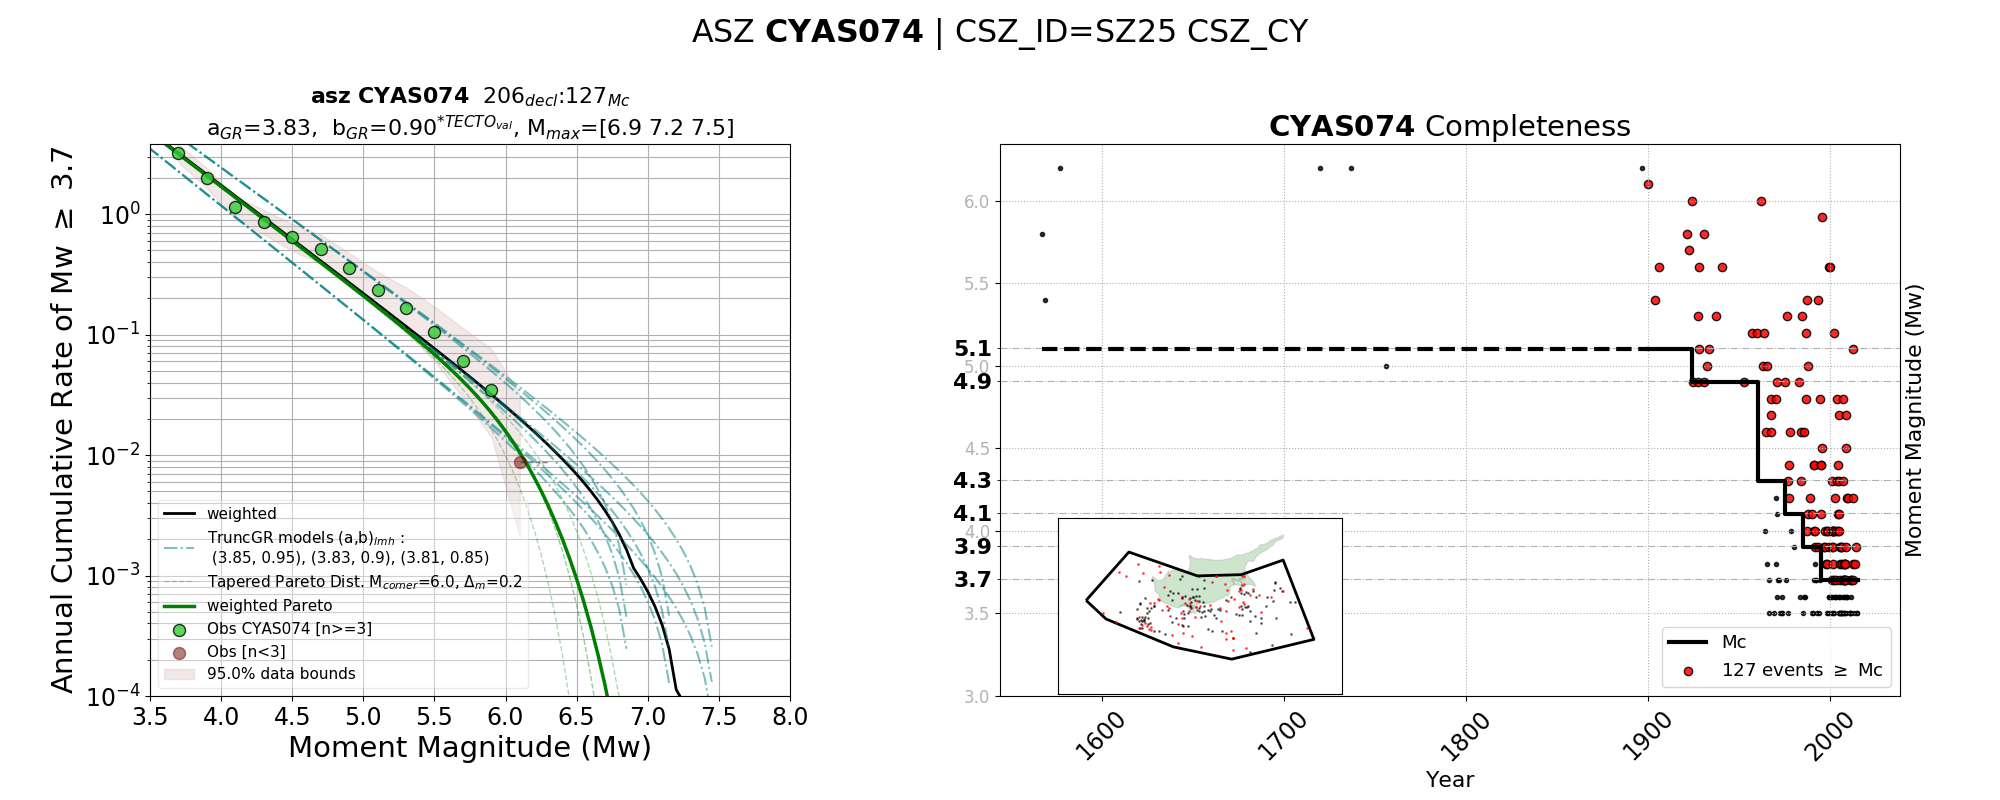 ASZ CYAS074 | CSZ_ID=SZ25 CSZ_CY
asz CYAS074 206decl:127Mc
aGR=3.83, bGR=0.90*TECTOval, Mmax=[6.9 7.2 7.5]
Annual Cumulative Rate of Mw ≥ 3.7
10^0
10^-1
10^-2
10^-3
10^-4
weighted
TruncGR models (a,b)lmh :
(3.85, 0.95), (3.83, 0.9), (3.81, 0.85)
Tapered Pareto Dist. Mcorner=6.0, Δm=0.2
weighted Pareto
Obs CYAS074 [n>=3]
Obs [n<3]
95.0% data bounds
3.5 4.0 4.5 5.0 5.5 6.0 6.5 7.0 7.5 8.0
Moment Magnitude (Mw)
CYAS074 Completeness
6.0
5.5
5.1
5.0
4.9
4.5
4.3
4.1
4.0
3.9
3.7
3.5
3.0
Moment Magnitude (Mw)
Mc
127 events ≥ Mc
1600 1700 1800 1900 2000
Year